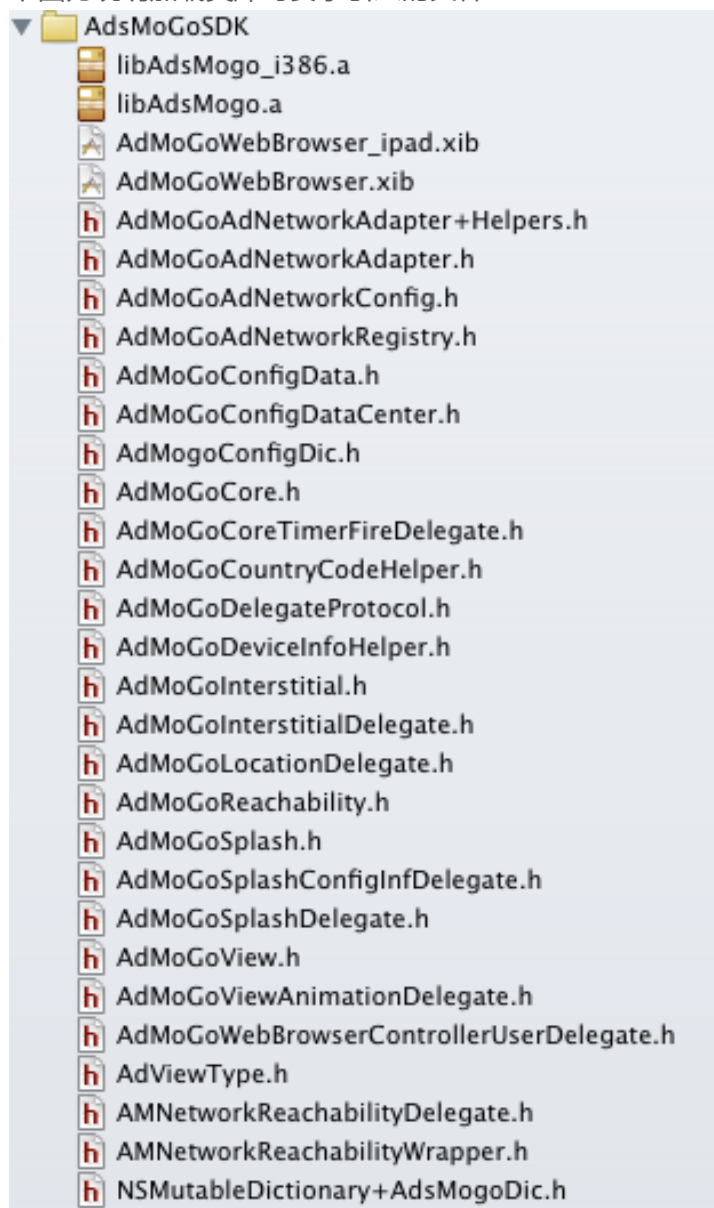 AdsMoGoSDK
libAdsMogo_i386.a
libAdsMogo.a
AdMoGoWebBrowser_ipad.xib
AdMoGoWebBrowser.xib
AdMoGoAdNetworkAdapter+Helpers.h
AdMoGoAdNetworkAdapter.h
AdMoGoAdNetworkConfig.h
AdMoGoAdNetworkRegistry.h
AdMoGoConfigData.h
AdMoGoConfigDataCenter.h
AdMogoConfigDic.h
AdMoGoCore.h
AdMoGoCoreTimerFireDelegate.h
AdMoGoCountryCodeHelper.h
AdMoGoDelegateProtocol.h
AdMoGoDeviceInfoHelper.h
AdMoGoInterstitial.h
AdMoGoInterstitialDelegate.h
AdMoGoLocationDelegate.h
AdMoGoReachability.h
AdMoGoSplash.h
AdMoGoSplashConfigInfDelegate.h
AdMoGoSplashDelegate.h
AdMoGoView.h
AdMoGoViewAnimationDelegate.h
AdMoGoWebBrowserControllerUserDelegate.h
AdViewType.h
AMNetworkReachabilityDelegate.h
AMNetworkReachabilityWrapper.h
NSMutableDictionary+AdsMogoDic.h